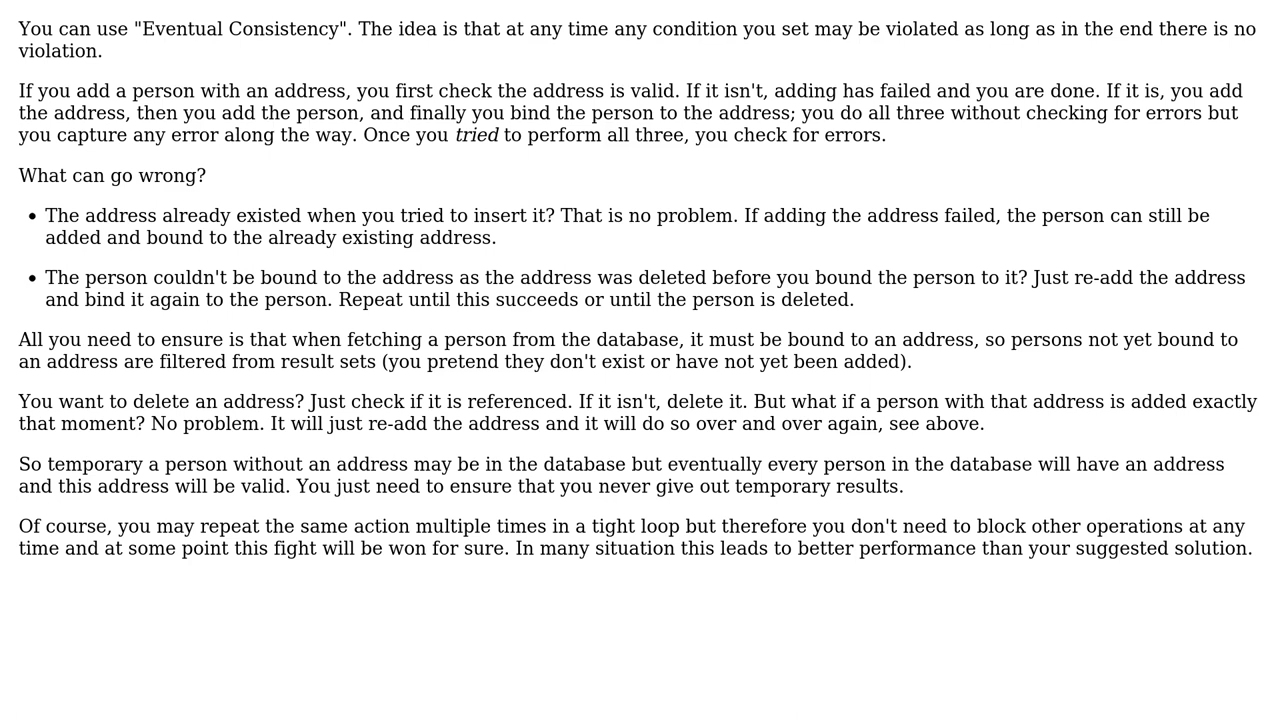 You can use "Eventual Consistency". The idea is that at any time any condition you set may be violated as long as in the end there is no
violation.
If you add a person with an address, you first check the address is valid. If it isn't, adding has failed and you are done. If it is, you add
the address, then you add the person, and finally you bind the person to the address; you do all three without checking for errors but
you capture any error along the way. Once you tried to perform all three, you check for errors.
What can go wrong?
• The address already existed when you tried to insert it? That is no problem. If adding the address failed, the person can still be
added and bound to the already existing address.
• The person couldn't be bound to the address as the address was deleted before you bound the person to it? Just re-add the address
and bind it again to the person. Repeat until this succeeds or until the person is deleted.
All you need to ensure is that when fetching a person from the database, it must be bound to an address, so persons not yet bound to
an address are filtered from result sets (you pretend they don't exist or have not yet been added).
You want to delete an address? Just check if it is referenced. If it isn't, delete it. But what if a person with that address is added exactly
that moment? No problem. It will just re-add the address and it will do so over and over again, see above.
So temporary a person without an address may be in the database but eventually every person in the database will have an address
and this address will be valid. You just need to ensure that you never give out temporary results.
Of course, you may repeat the same action multiple times in a tight loop but therefore you don't need to block other operations at any
time and at some point this fight will be won for sure. In many situation this leads to better performance than your suggested solution.